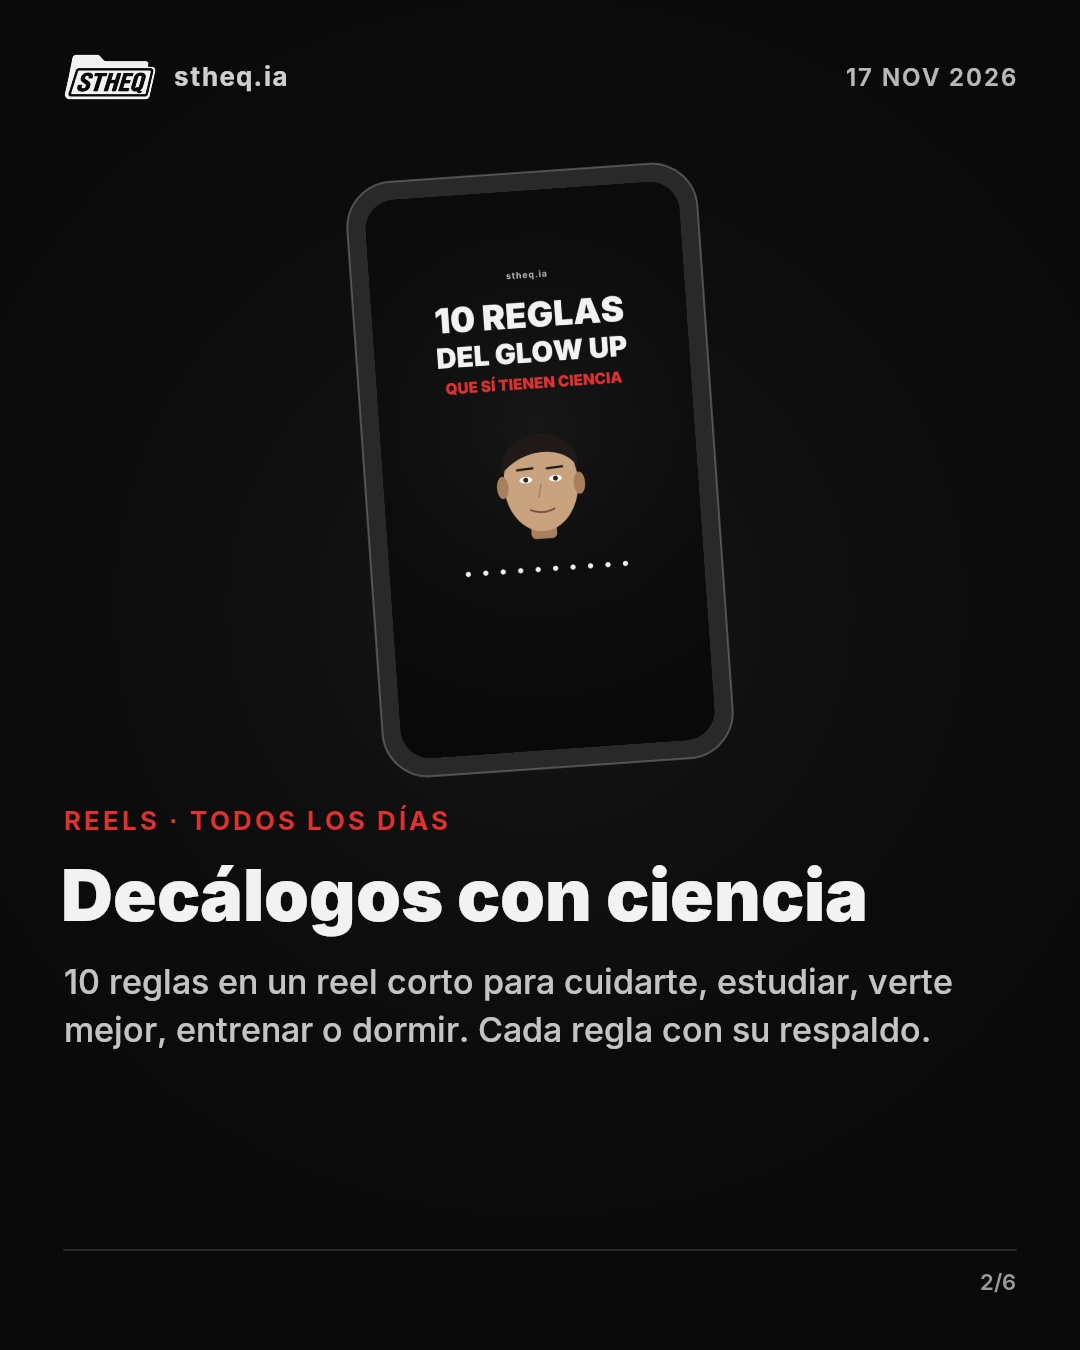 STHEQ
stheq.ia
17 NOV 2026
stheq.ia
10 REGLAS
DEL GLOW UP
QUE SÍ TIENEN CIENCIA
REELS · TODOS LOS DÍAS
Decálogos con ciencia
10 reglas en un reel corto para cuidarte, estudiar, verte
mejor, entrenar o dormir. Cada regla con su respaldo.
2/6